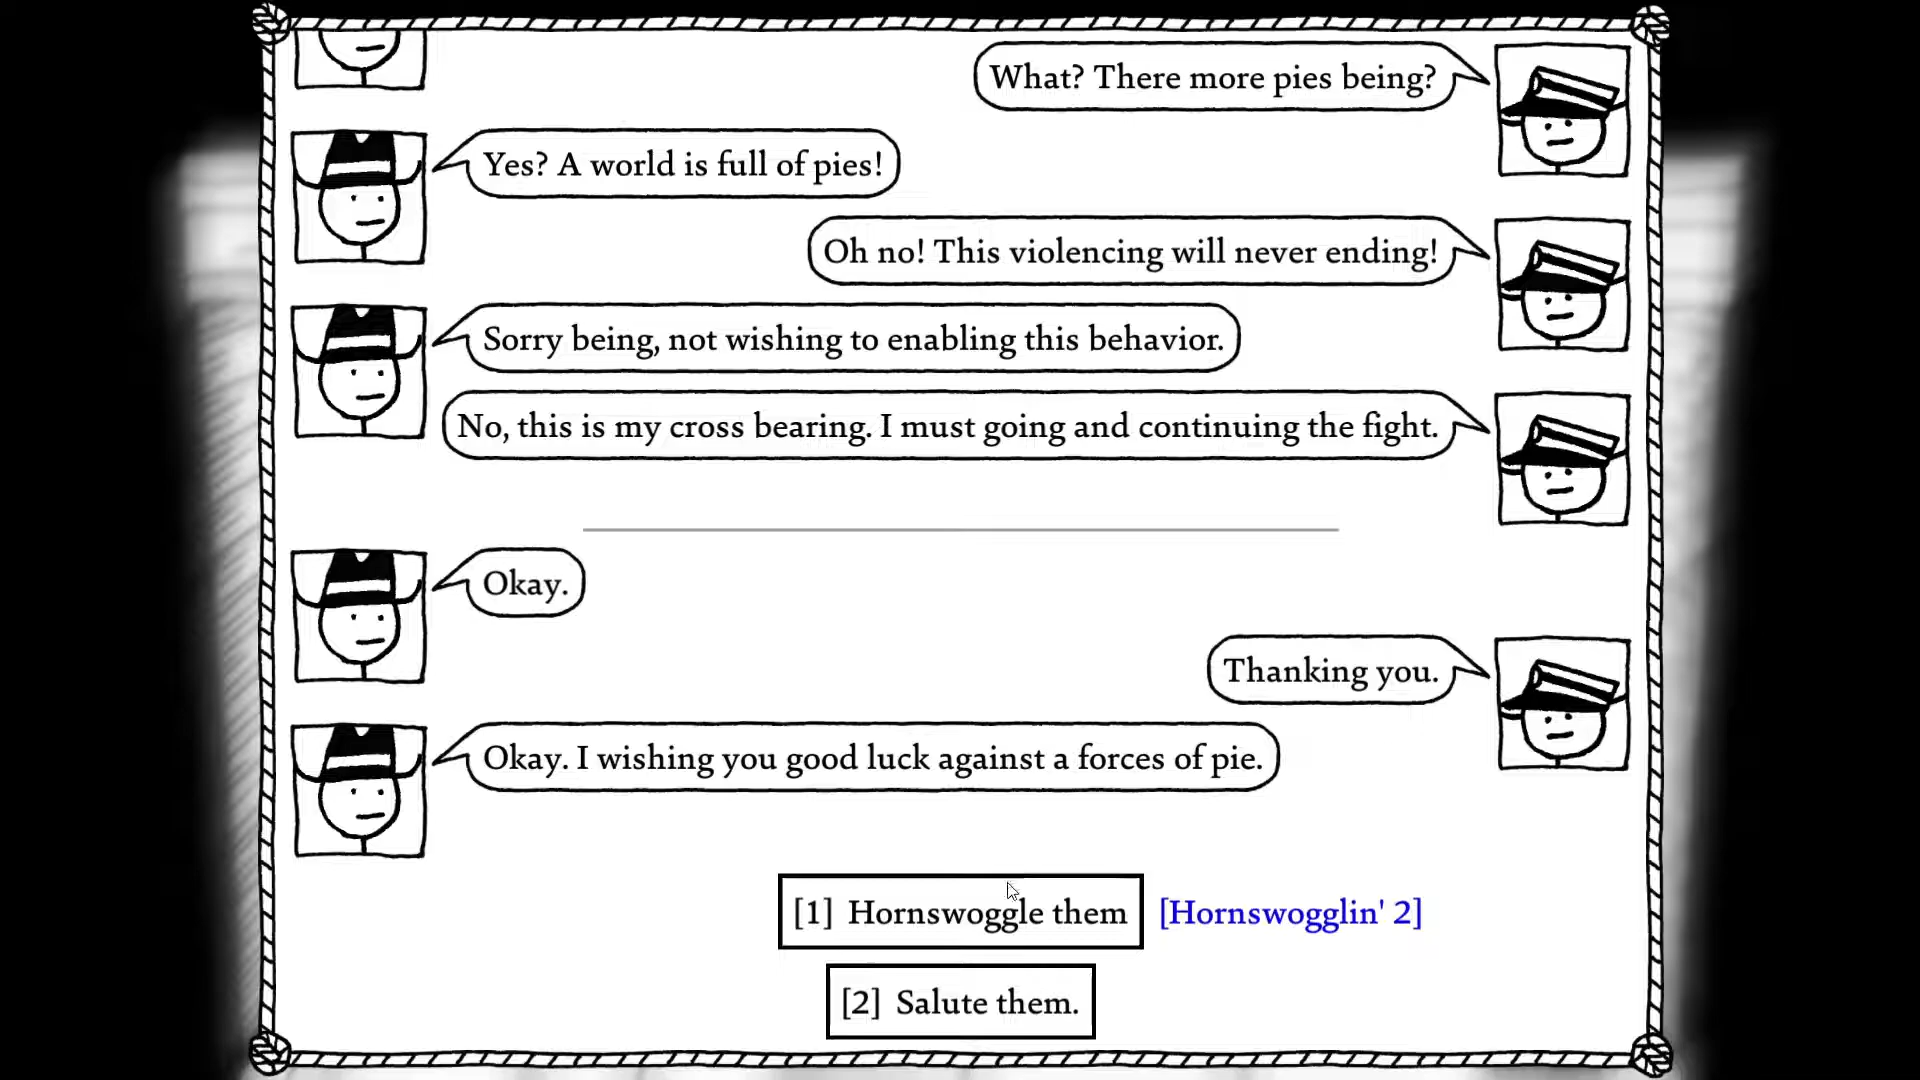 What? There more pies being?
Yes? A world is full of pies!
Oh no! This violencing will never ending!
Sorry being, not wishing to enabling this behavior.
No, this is my cross bearing. I must going and continuing the fight.
Okay.
Thanking you.
Okay. I wishing you good luck against a forces of pie.
[1] Hornswoggle them [Hornswogglin' 2]
[2] Salute them.